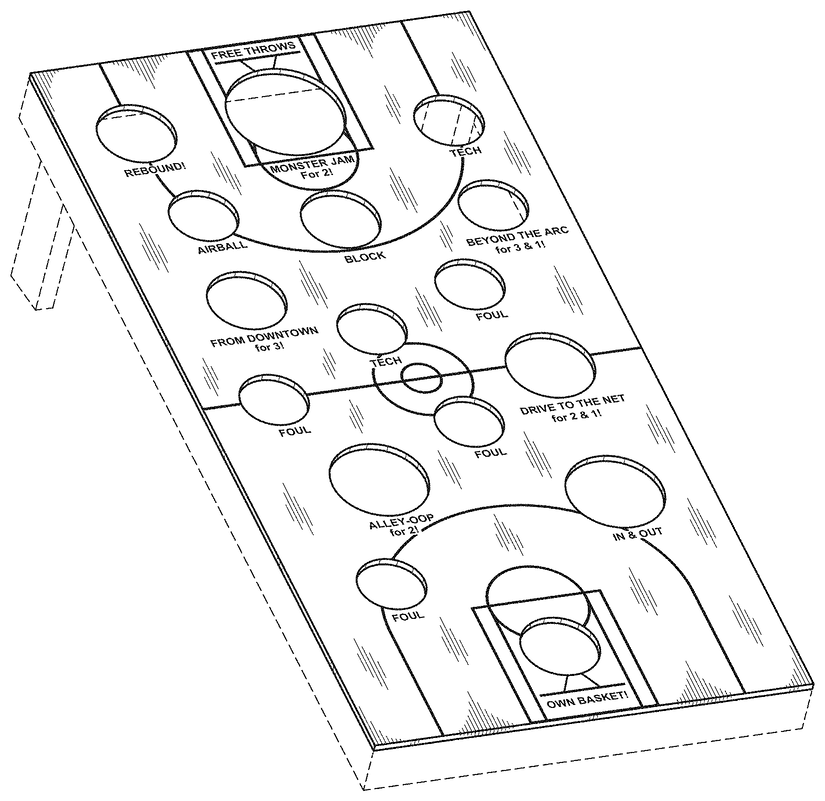 FREE THROWS
REBOUND!
MONSTER JAM
For 2!
TECH
AIRBALL
BLOCK
BEYOND THE ARC
for 3 & 1!
FROM DOWNTOWN
for 3!
FOUL
TECH
DRIVE TO THE NET
for 2 & 1!
FOUL
FOUL
ALLEY-OOP
for 2!
IN & OUT
FOUL
OWN BASKET!